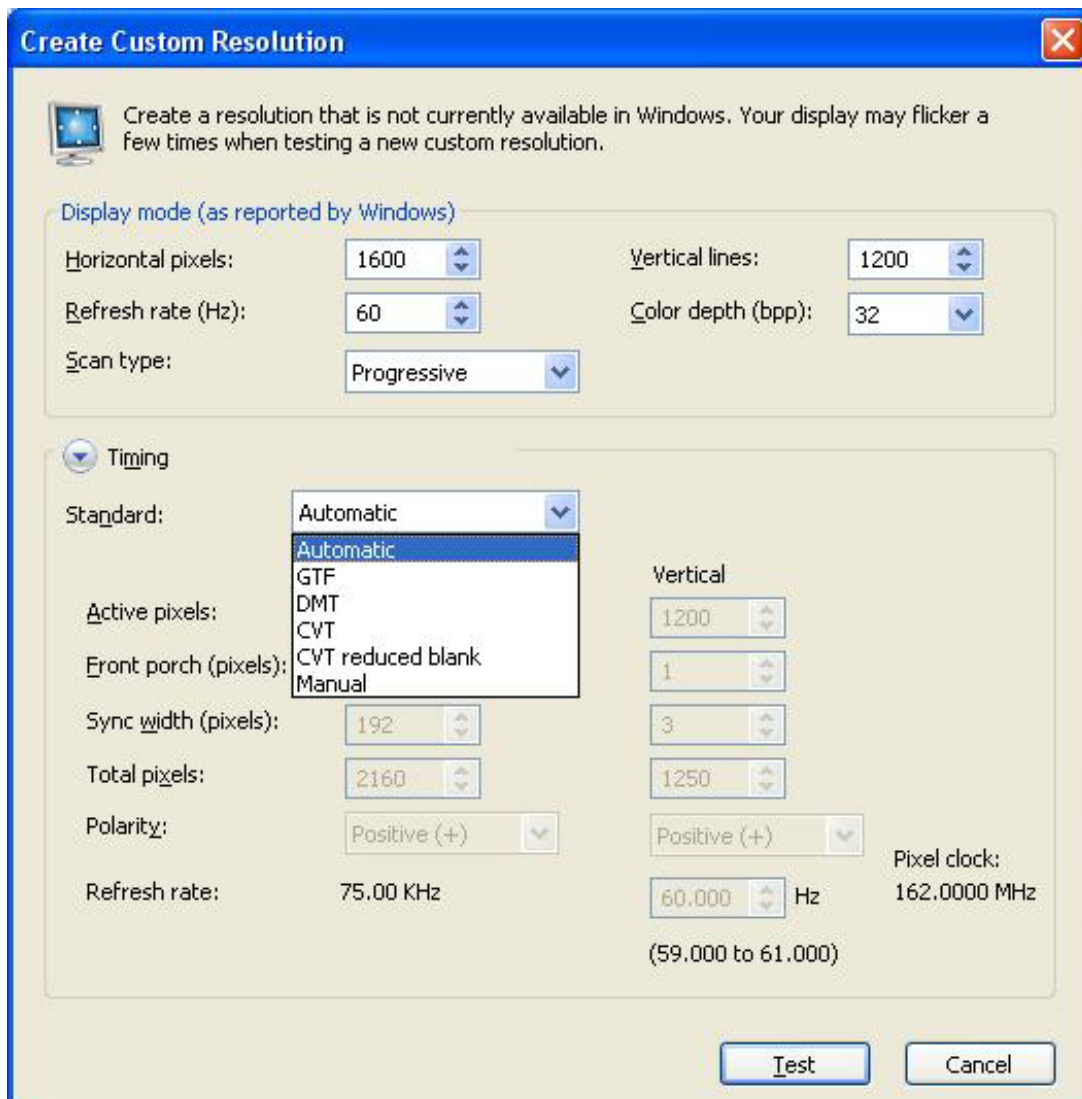 Create Custom Resolution
Create a resolution that is not currently available in Windows. Your display may flicker a
few times when testing a new custom resolution.
Display mode (as reported by Windows)
Horizontal pixels: 1600 Vertical lines: 1200
Refresh rate (Hz): 60 Color depth (bpp): 32
Scan type: Progressive
Timing
Standard: Automatic
Automatic
GTF
DMT
CVT
CVT reduced blank
Manual
Vertical
Active pixels: 1200
Front porch (pixels): 1
Sync width (pixels): 192 3
Total pixels: 2160 1250
Polarity: Positive (+) Positive (+)
Pixel clock:
Refresh rate: 75.00 KHz 60.000 Hz 162.0000 MHz
(59.000 to 61.000)
Test Cancel